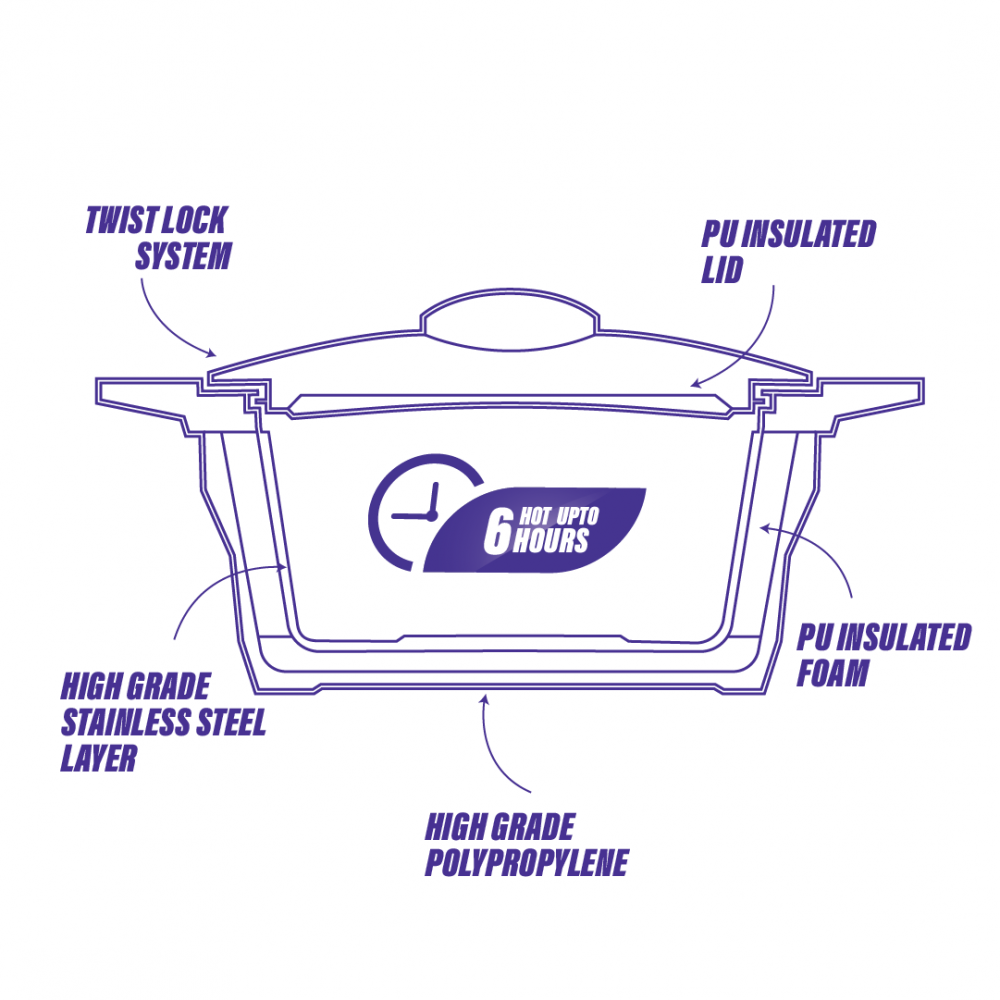 TWIST LOCK
SYSTEM
PU INSULATED
LID
6 HOT UPTO
HOURS
PU INSULATED
FOAM
HIGH GRADE
STAINLESS STEEL
LAYER
HIGH GRADE
POLYPROPYLENE